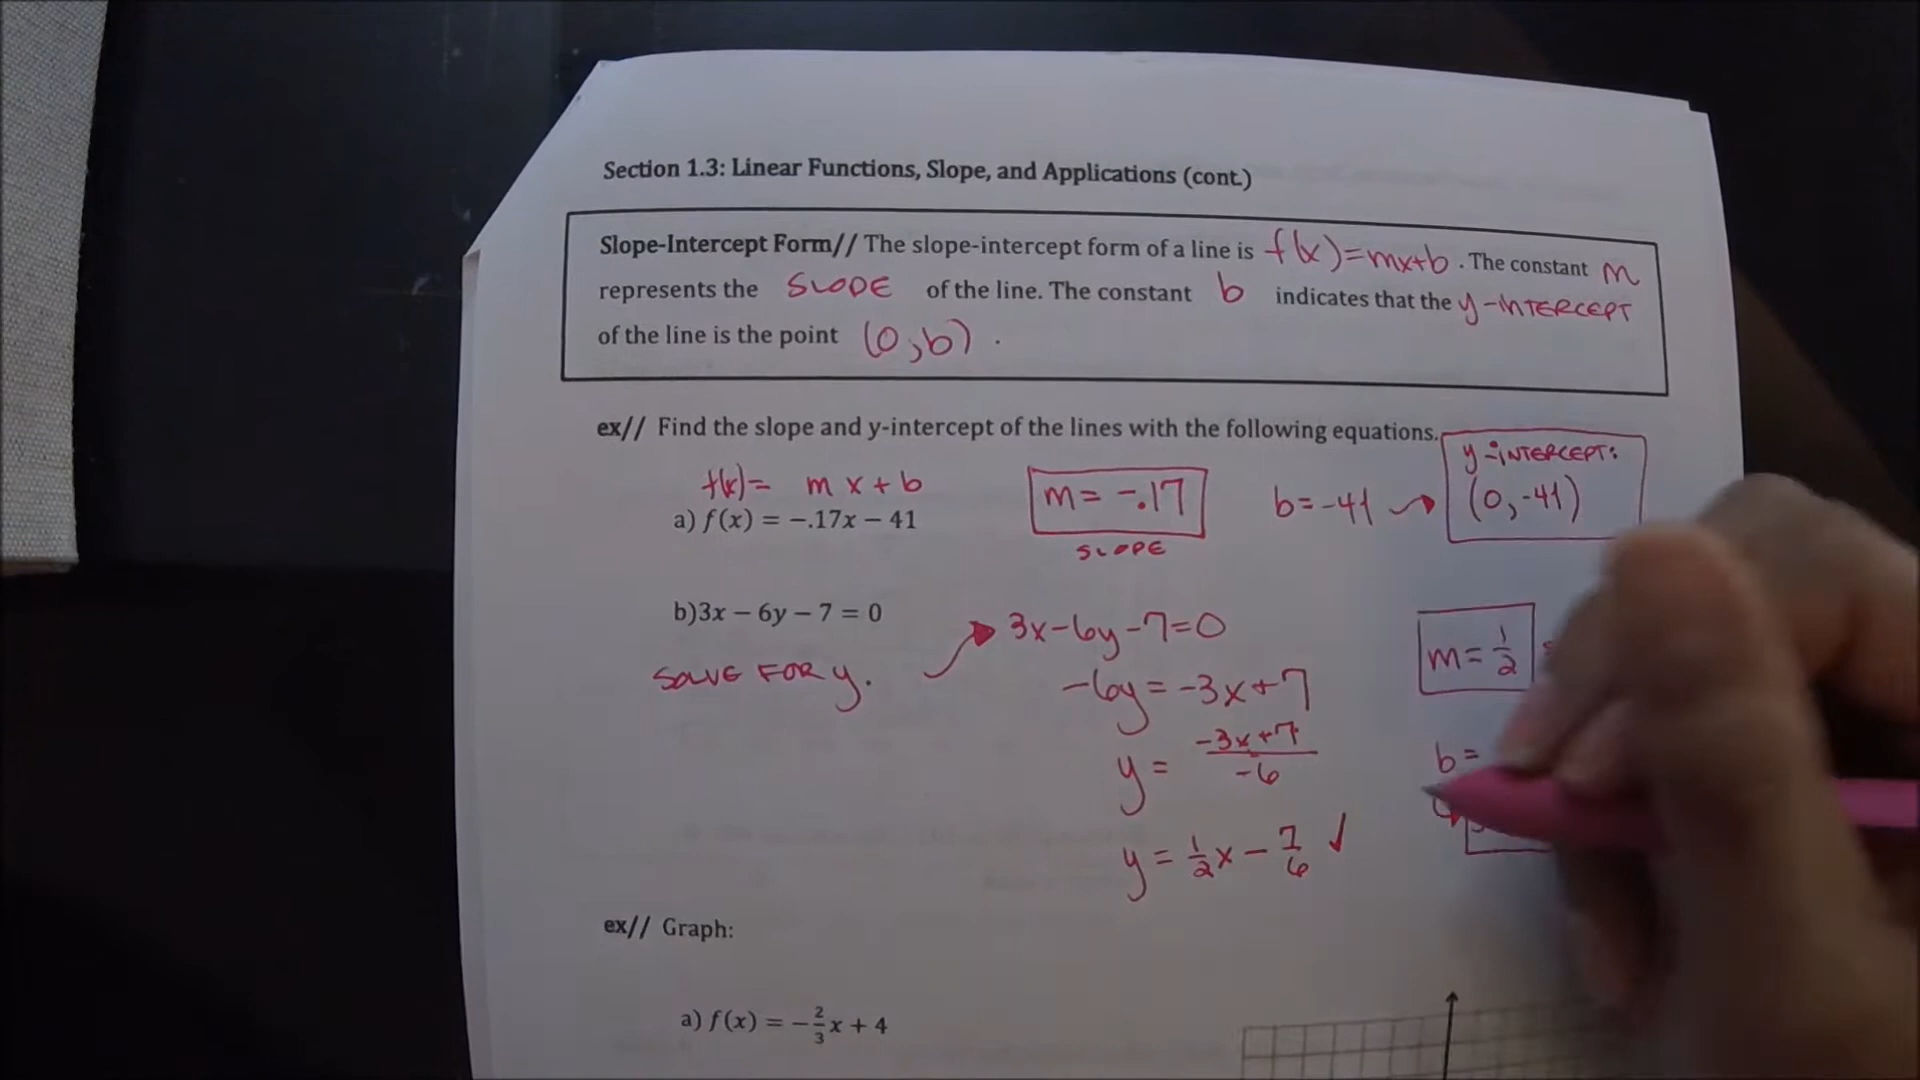 Section 1.3: Linear Functions, Slope, and Applications (cont.)
Slope-Intercept Form// The slope-intercept form of a line is f(x)=mx+b . The constant m
represents the SLOPE of the line. The constant b indicates that the y-INTERCEPT
of the line is the point (0,b) .
ex// Find the slope and y-intercept of the lines with the following equations.
f(x)= mx+b
a) f(x) = −.17x − 41
m= -.17
SLOPE
b=-41
y-INTERCEPT:
(0,-41)
b)3x − 6y − 7 = 0
SOLVE FOR y.
3x-6y-7=0
-6y=-3x+7
y= -3x+7/-6
y= 1/2x - 7/6 ✓
m= 1/2
b=
ex// Graph:
a) f(x) = −2/3x + 4